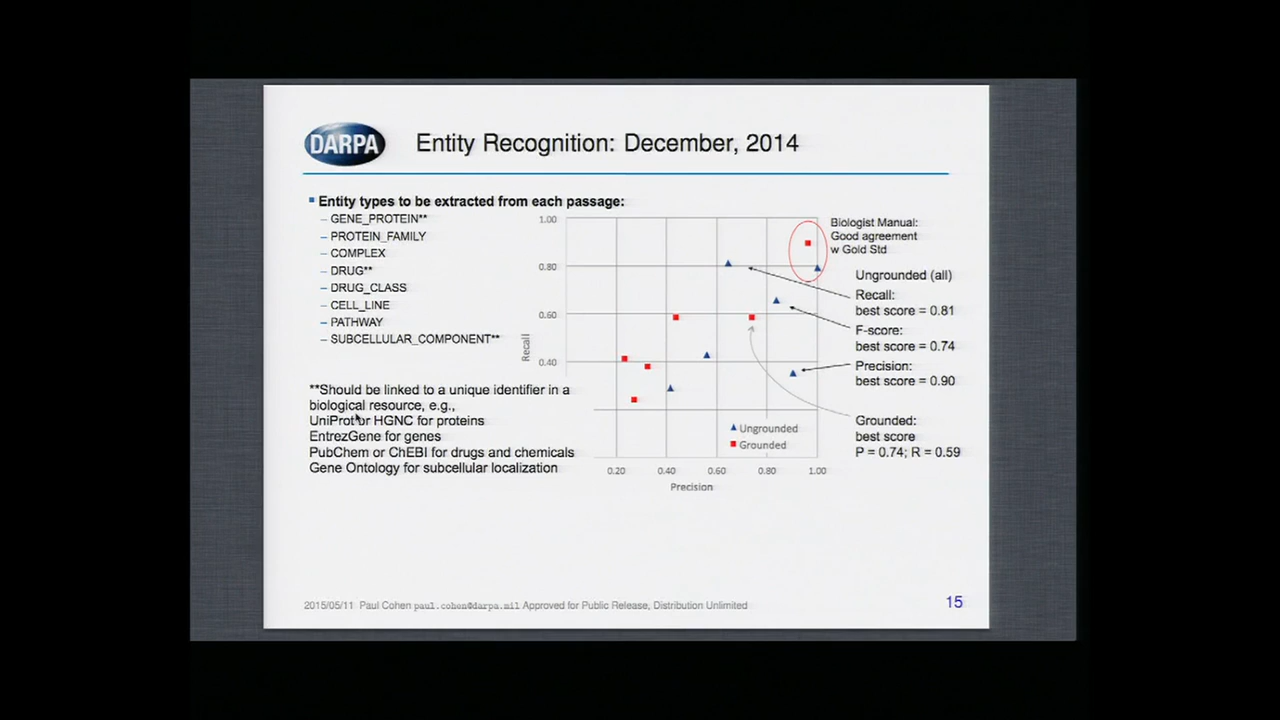 DARPA
Entity Recognition: December, 2014
Entity types to be extracted from each passage:
– GENE_PROTEIN**
– PROTEIN_FAMILY
– COMPLEX
– DRUG**
– DRUG_CLASS
– CELL_LINE
– PATHWAY
– SUBCELLULAR_COMPONENT**
**Should be linked to a unique identifier in a
biological resource, e.g.,
UniProt or HGNC for proteins
EntrezGene for genes
PubChem or ChEBI for drugs and chemicals
Gene Ontology for subcellular localization
1.00
0.80
0.60
0.40
Recall
0.20 0.40 0.60 0.80 1.00
Precision
Ungrounded
Grounded
Biologist Manual:
Good agreement
w Gold Std
Ungrounded (all)
Recall:
best score = 0.81
F-score:
best score = 0.74
Precision:
best score = 0.90
Grounded:
best score
P = 0.74; R = 0.59
2015/05/11 Paul Cohen paul.cohen@darpa.mil Approved for Public Release, Distribution Unlimited
15